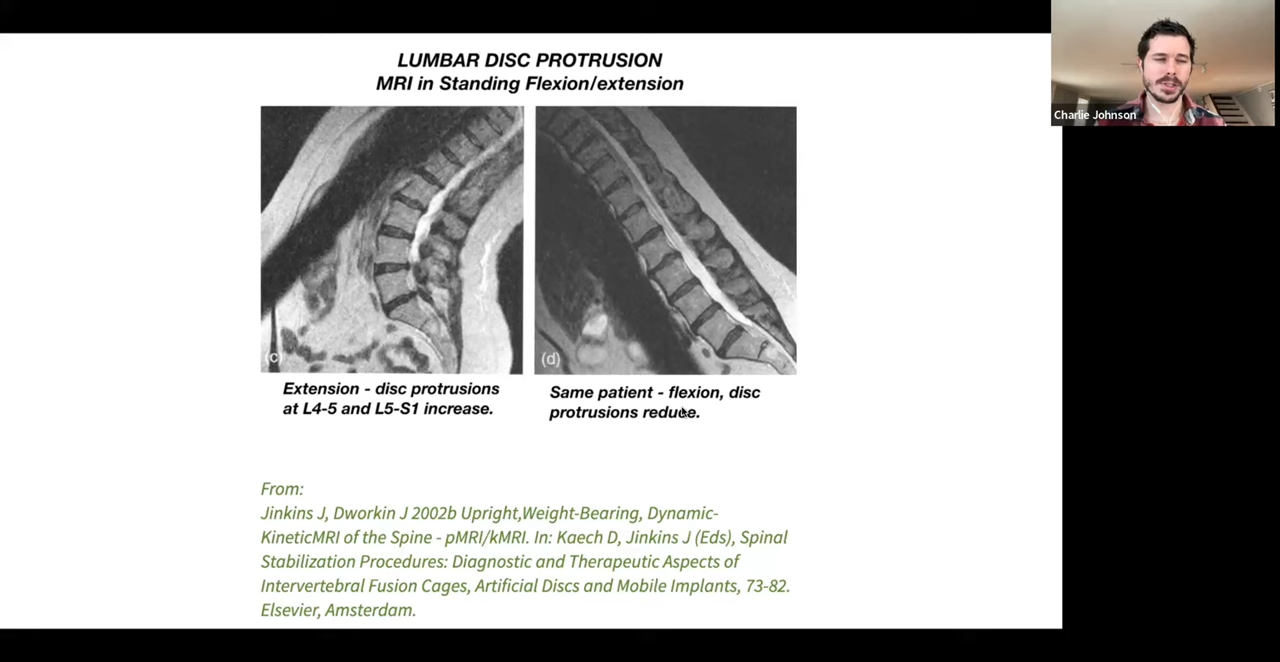 LUMBAR DISC PROTRUSION
MRI in Standing Flexion/extension
Charlie Johnson
(c)
(d)
Extension - disc protrusions
at L4-5 and L5-S1 increase.
Same patient - flexion, disc
protrusions reduce.
From:
Jinkins J, Dworkin J 2002b Upright,Weight-Bearing, Dynamic-
KineticMRI of the Spine - pMRI/kMRI. In: Kaech D, Jinkins J (Eds), Spinal
Stabilization Procedures: Diagnostic and Therapeutic Aspects of
Intervertebral Fusion Cages, Artificial Discs and Mobile Implants, 73-82.
Elsevier, Amsterdam.